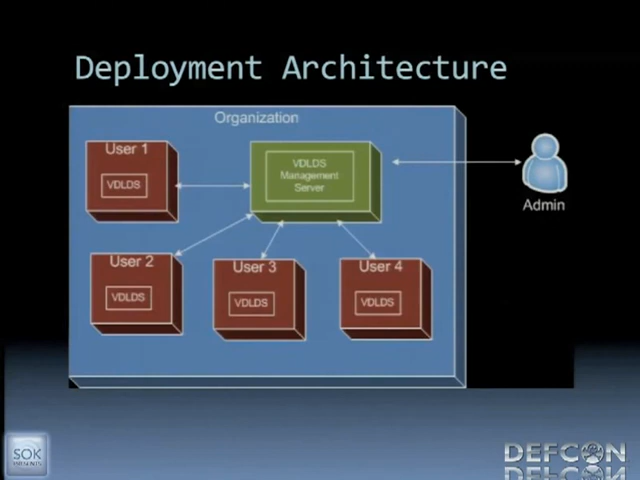 Deployment Architecture
Organization
User 1
VDLDS
VDLDS
Management
Server
Admin
User 2
VDLDS
User 3
VDLDS
User 4
VDLDS
SOK
DEFCON